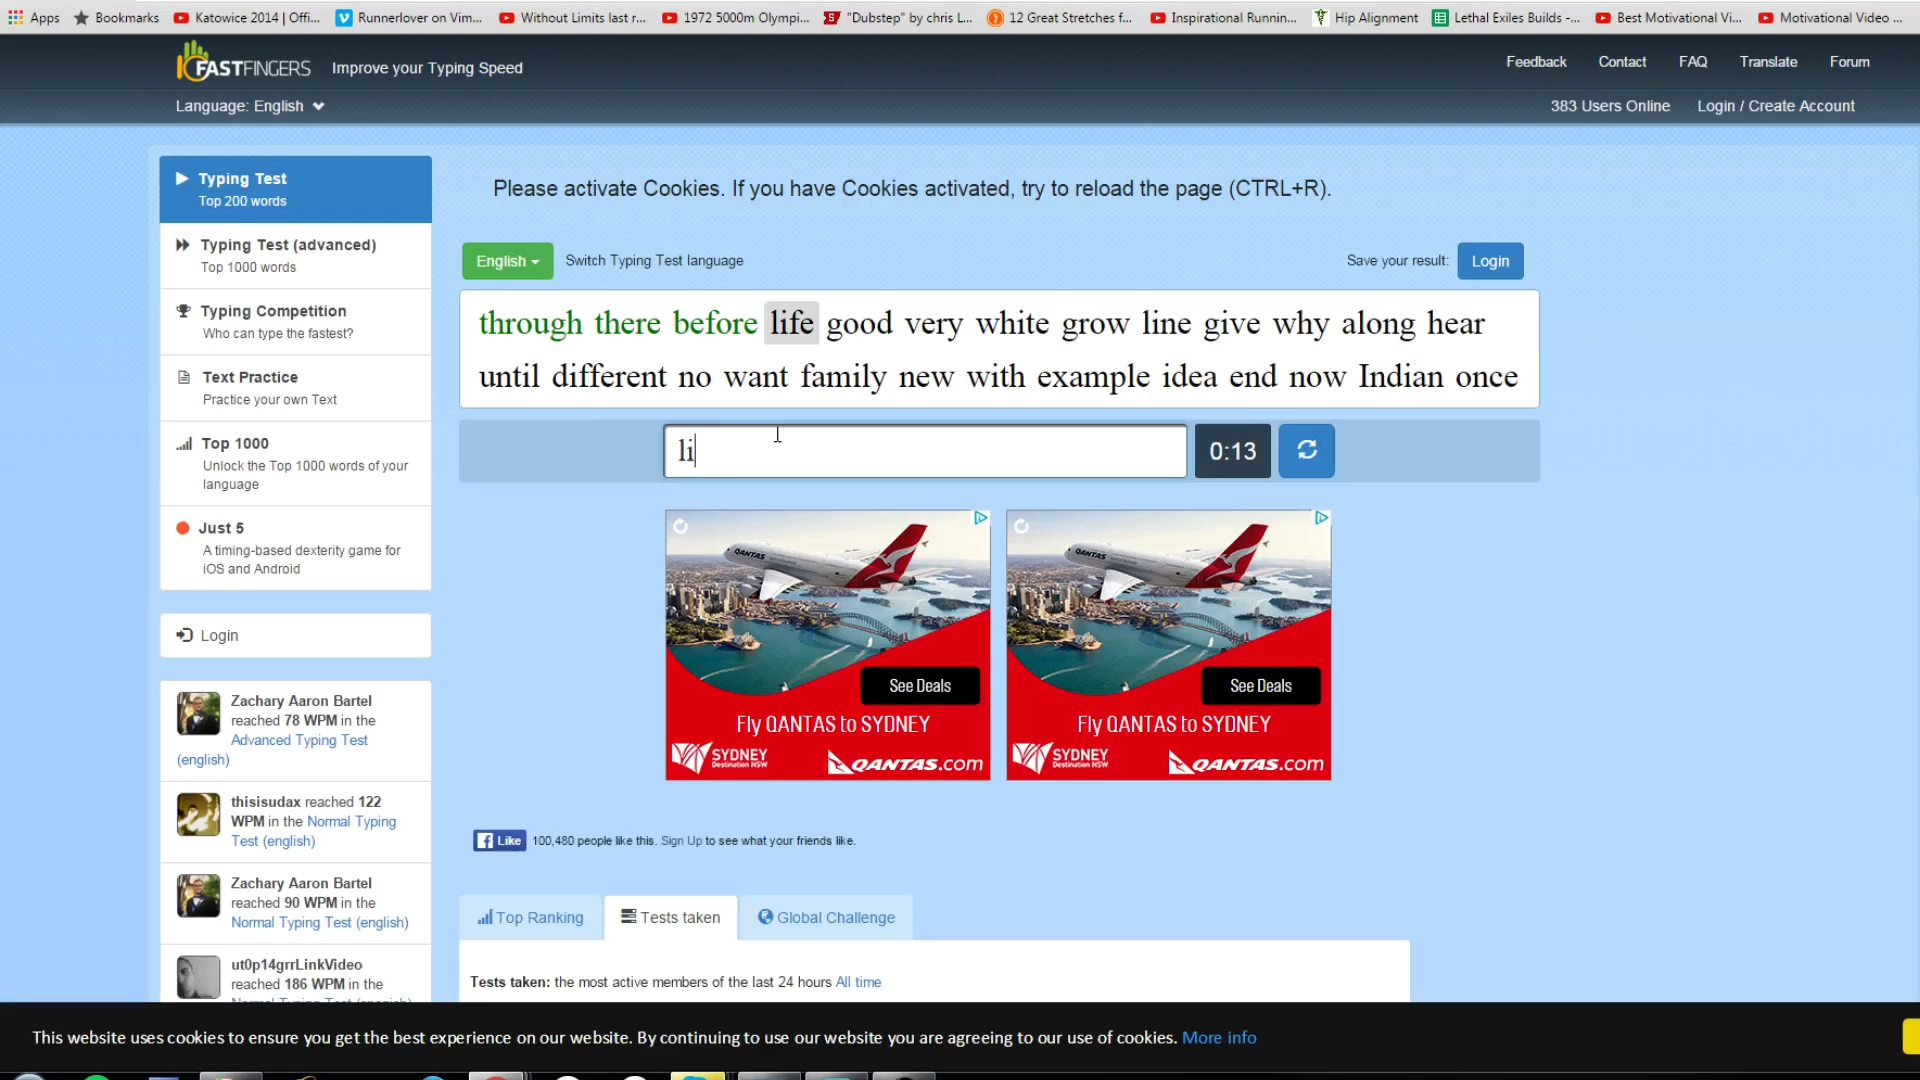 Apps Bookmarks Katowice 2014 | Offi... Runnerlover on Vim... Without Limits last r... 1972 5000m Olympi... "Dubstep" by chris L... 12 Great Stretches f... Inspirational Runnin... Hip Alignment Lethal Exiles Builds -... Best Motivational Vi... Motivational Video ...
FASTFINGERS Improve your Typing Speed
Feedback Contact FAQ Translate Forum
Language: English
383 Users Online Login / Create Account
Typing Test
Top 200 words
Typing Test (advanced)
Top 1000 words
Typing Competition
Who can type the fastest?
Text Practice
Practice your own Text
Top 1000
Unlock the Top 1000 words of your
language
Just 5
A timing-based dexterity game for
iOS and Android
Login
Zachary Aaron Bartel
reached 78 WPM in the
Advanced Typing Test
(english)
thisisudax reached 122
WPM in the Normal Typing
Test (english)
Zachary Aaron Bartel
reached 90 WPM in the
Normal Typing Test (english)
ut0p14grrLinkVideo
reached 186 WPM in the
Please activate Cookies. If you have Cookies activated, try to reload the page (CTRL+R).
English Switch Typing Test language
Save your result: Login
through there before life good very white grow line give why along hear
until different no want family new with example idea end now Indian once
li 0:13
QANTAS
See Deals
Fly QANTAS to SYDNEY
SYDNEY
Destination NSW
QANTAS.com
QANTAS
See Deals
Fly QANTAS to SYDNEY
SYDNEY
Destination NSW
QANTAS.com
Like 100,480 people like this. Sign Up to see what your friends like.
Top Ranking Tests taken Global Challenge
Tests taken: the most active members of the last 24 hours All time
This website uses cookies to ensure you get the best experience on our website. By continuing to use our website you are agreeing to our use of cookies. More info